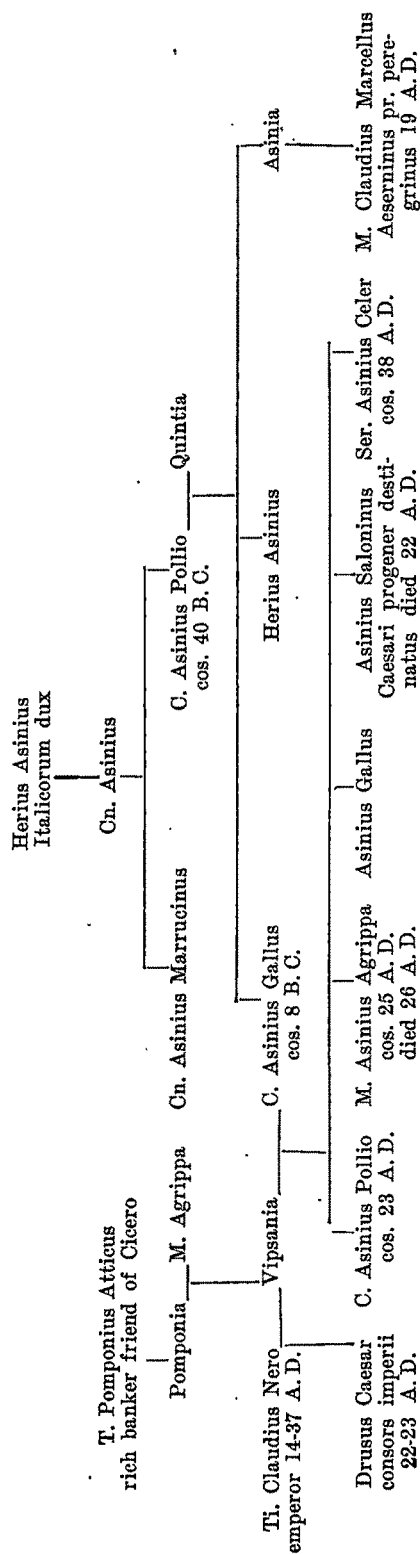 Herius Asinius
Italicorum dux
T. Pomponius Atticus
rich banker friend of Cicero
Cn. Asinius
Pomponia
M. Agrippa
Cn. Asinius Marrucinus
C. Asinius Pollio
cos. 40 B. C.
Quintia
Ti. Claudius Nero
emperor 14-37 A. D.
Vipsania
C. Asinius Gallus
cos. 8 B. C.
Herius Asinius
Asinia
Drusus Caesar
consors imperii
22-23 A. D.
C. Asinius Pollio
cos. 23 A. D.
M. Asinius Agrippa
cos. 25 A. D.
died 26 A. D.
Asinius Gallus
Asinius Saloninus
Caesari progener desti-
natus died 22 A. D.
Ser. Asinius Celer
cos. 38 A. D.
M. Claudius Marcellus
Aeserninus pr. pere-
grinus 19 A. D.